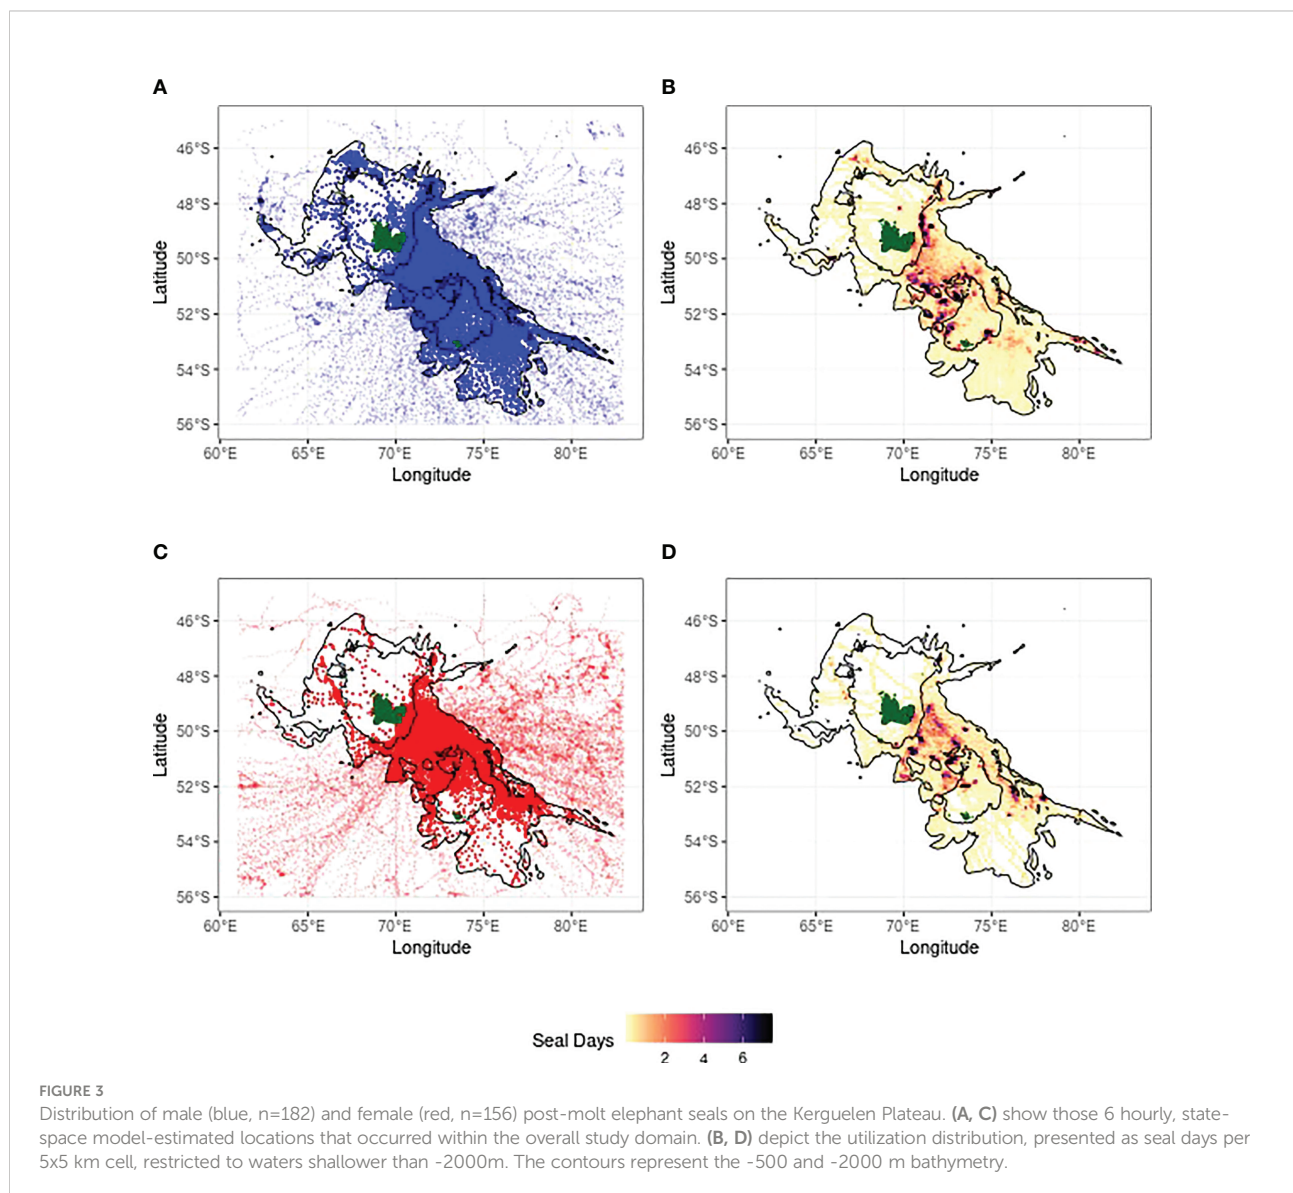 A
B
46°S
48°S
50°S
52°S
54°S
56°S
Latitude
60°E 65°E 70°E 75°E 80°E
Longitude
46°S
48°S
50°S
52°S
54°S
56°S
Latitude
60°E 65°E 70°E 75°E 80°E
Longitude
C
D
46°S
48°S
50°S
52°S
54°S
56°S
Latitude
60°E 65°E 70°E 75°E 80°E
Longitude
46°S
48°S
50°S
52°S
54°S
56°S
Latitude
60°E 65°E 70°E 75°E 80°E
Longitude
Seal Days
2 4 6
FIGURE 3
Distribution of male (blue, n=182) and female (red, n=156) post-molt elephant seals on the Kerguelen Plateau. (A, C) show those 6 hourly, state-
space model-estimated locations that occurred within the overall study domain. (B, D) depict the utilization distribution, presented as seal days per
5x5 km cell, restricted to waters shallower than -2000m. The contours represent the -500 and -2000 m bathymetry.